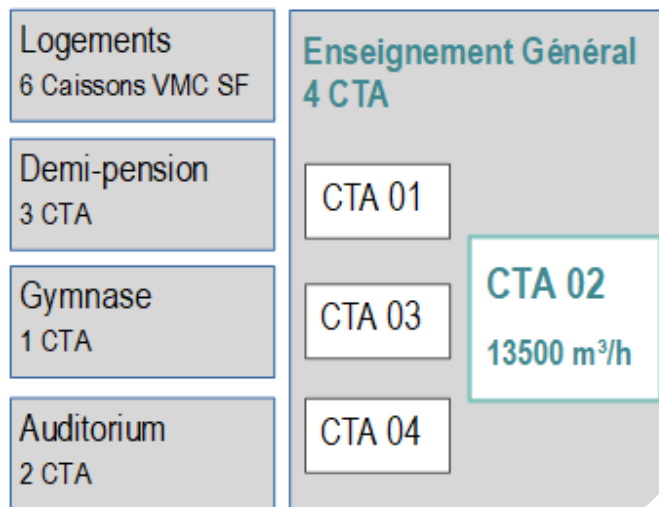 Logements
6 Caissons VMC SF
Demi-pension
3 CTA
Gymnase
1 CTA
Auditorium
2 CTA
Enseignement Général
4 CTA
CTA 01
CTA 02
13500 m³/h
CTA 03
CTA 04